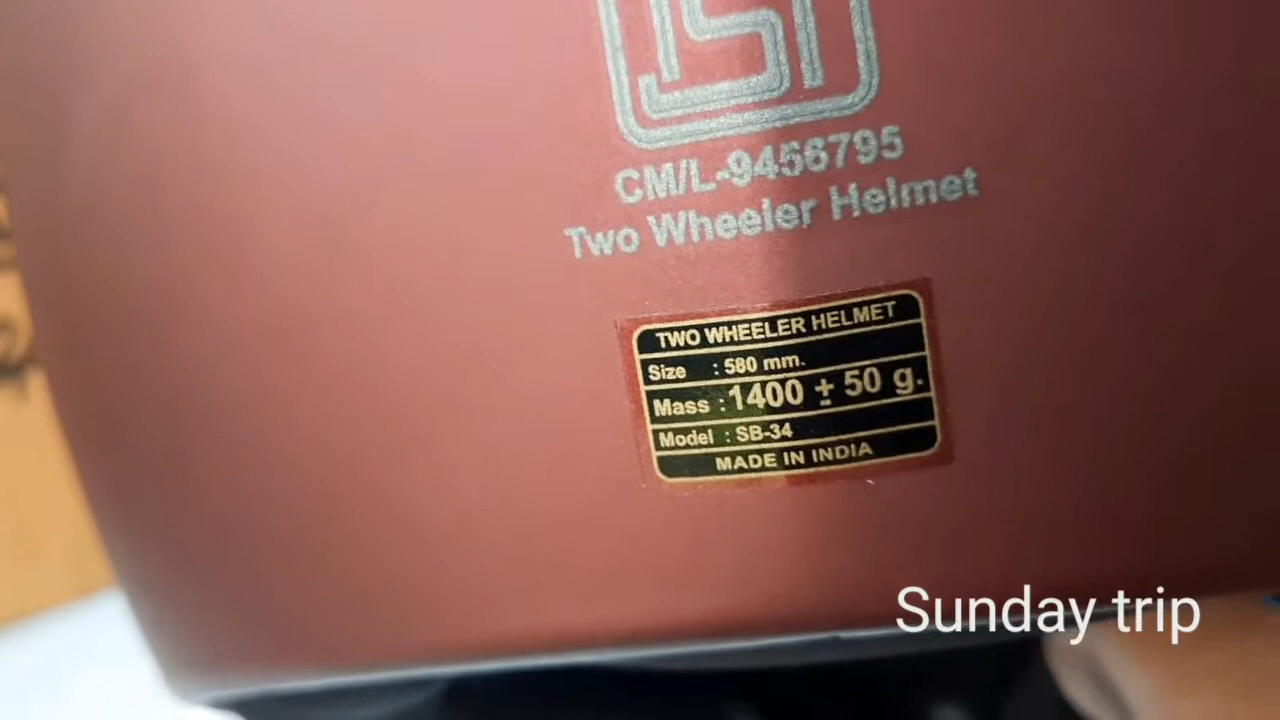 ISI
CM/L-9456795
Two Wheeler Helmet
TWO WHEELER HELMET
Size : 580 mm.
Mass : 1400 ± 50 g.
Model : SB-34
MADE IN INDIA
Sunday trip